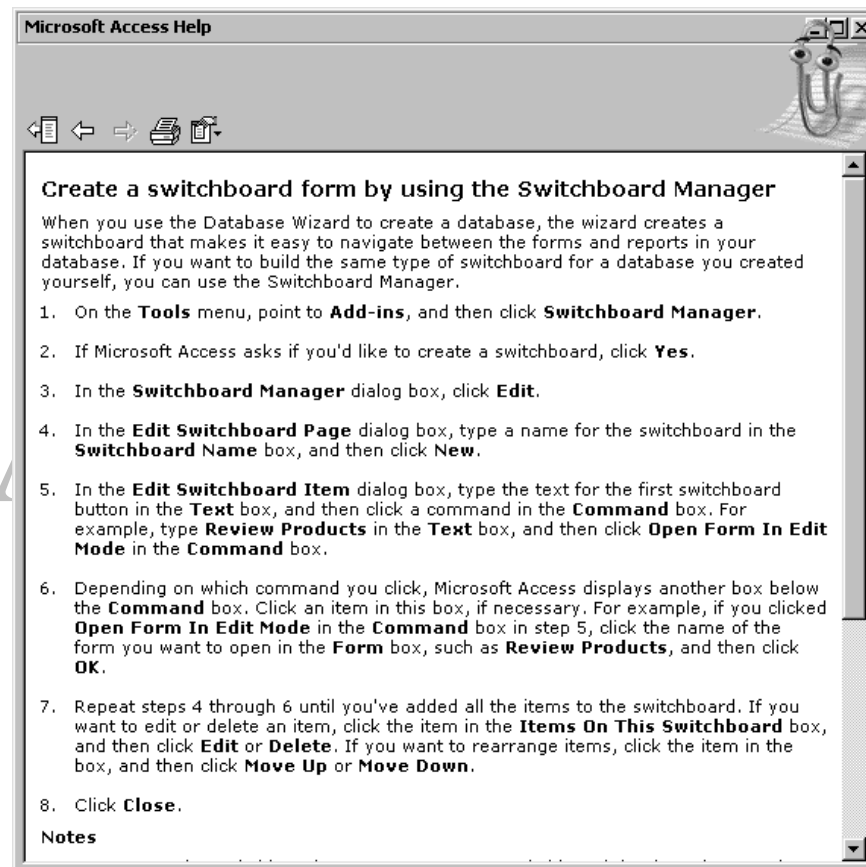 Microsoft Access Help
Create a switchboard form by using the Switchboard Manager
When you use the Database Wizard to create a database, the wizard creates a
switchboard that makes it easy to navigate between the forms and reports in your
database. If you want to build the same type of switchboard for a database you created
yourself, you can use the Switchboard Manager.
1. On the Tools menu, point to Add-ins, and then click Switchboard Manager.
2. If Microsoft Access asks if you'd like to create a switchboard, click Yes.
3. In the Switchboard Manager dialog box, click Edit.
4. In the Edit Switchboard Page dialog box, type a name for the switchboard in the
Switchboard Name box, and then click New.
5. In the Edit Switchboard Item dialog box, type the text for the first switchboard
button in the Text box, and then click a command in the Command box. For
example, type Review Products in the Text box, and then click Open Form In Edit
Mode in the Command box.
6. Depending on which command you click, Microsoft Access displays another box below
the Command box. Click an item in this box, if necessary. For example, if you clicked
Open Form In Edit Mode in the Command box in step 5, click the name of the
form you want to open in the Form box, such as Review Products, and then click
OK.
7. Repeat steps 4 through 6 until you've added all the items to the switchboard. If you
want to edit or delete an item, click the item in the Items On This Switchboard box,
and then click Edit or Delete. If you want to rearrange items, click the item in the
box, and then click Move Up or Move Down.
8. Click Close.
Notes